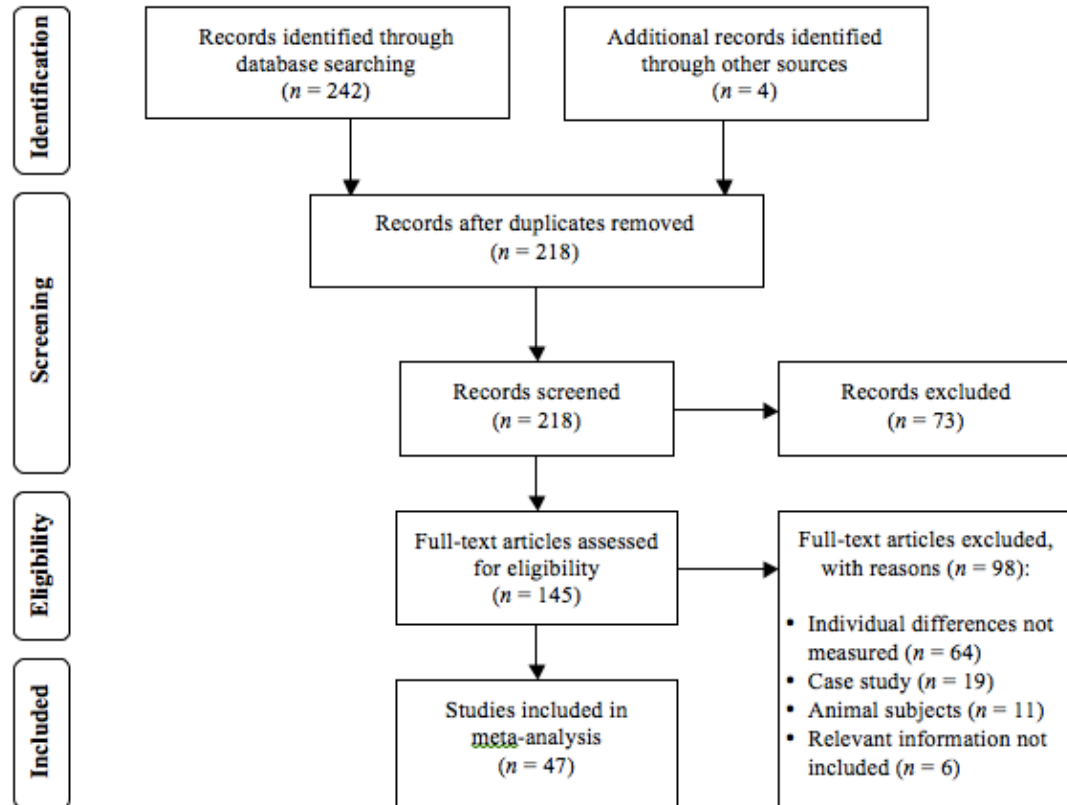 Identification
Records identified through
database searching
(n = 242)
Additional records identified
through other sources
(n = 4)
Screening
Records after duplicates removed
(n = 218)
Records screened
(n = 218)
Records excluded
(n = 73)
Eligibility
Full-text articles assessed
for eligibility
(n = 145)
Full-text articles excluded,
with reasons (n = 98):
• Individual differences not
measured (n = 64)
• Case study (n = 19)
• Animal subjects (n = 11)
• Relevant information not
included (n = 6)
Included
Studies included in
meta-analysis
(n = 47)